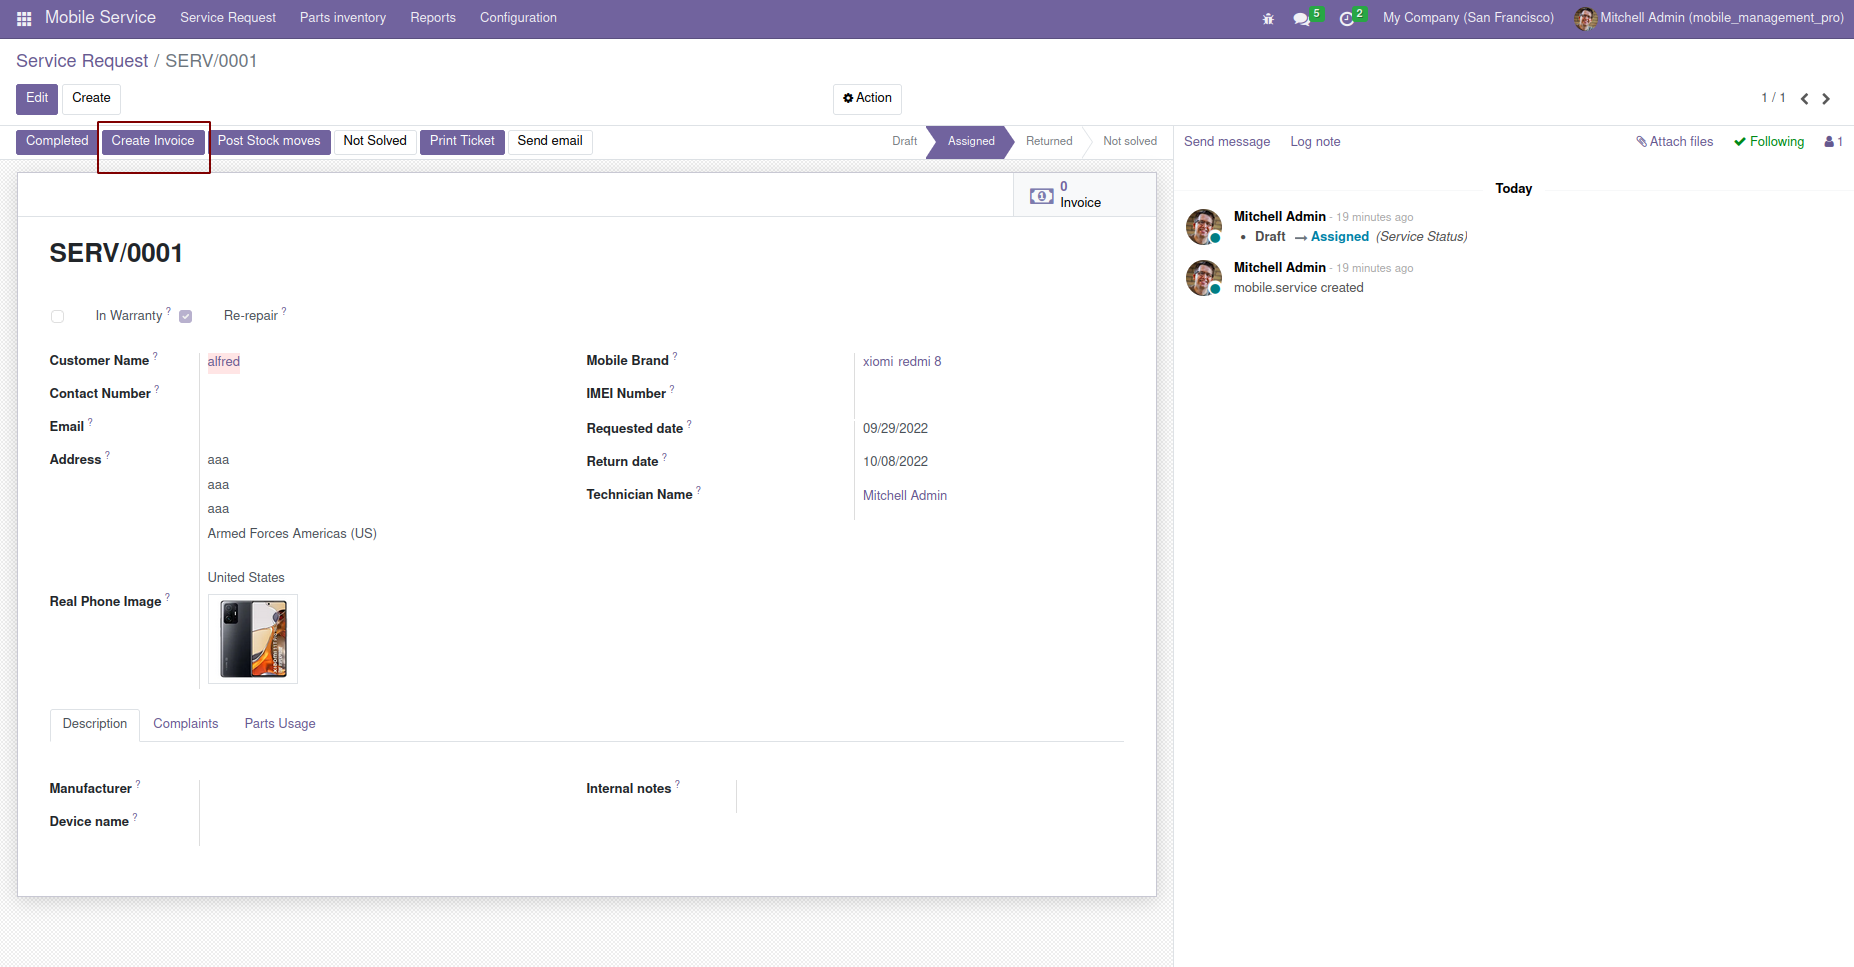 Mobile Service Service Request Parts inventory Reports Configuration 5 2 My Company (San Francisco) Mitchell Admin (mobile_management_pro)
Service Request / SERV/0001
Edit Create Action 1 / 1
Completed Create Invoice Post Stock moves Not Solved Print Ticket Send email Draft Assigned Returned Not solved Send message Log note Attach files Following 1
0
Invoice
Today
Mitchell Admin - 19 minutes ago
• Draft → Assigned (Service Status)
Mitchell Admin - 19 minutes ago
mobile.service created
SERV/0001
In Warranty ? Re-repair ?
Customer Name ? alfred Mobile Brand ? xiomi redmi 8
Contact Number ? IMEI Number ?
Email ? Requested date ? 09/29/2022
Address ? aaa Return date ? 10/08/2022
aaa Technician Name ? Mitchell Admin
aaa
Armed Forces Americas (US)
United States
Real Phone Image ?
Description Complaints Parts Usage
Manufacturer ? Internal notes ?
Device name ?